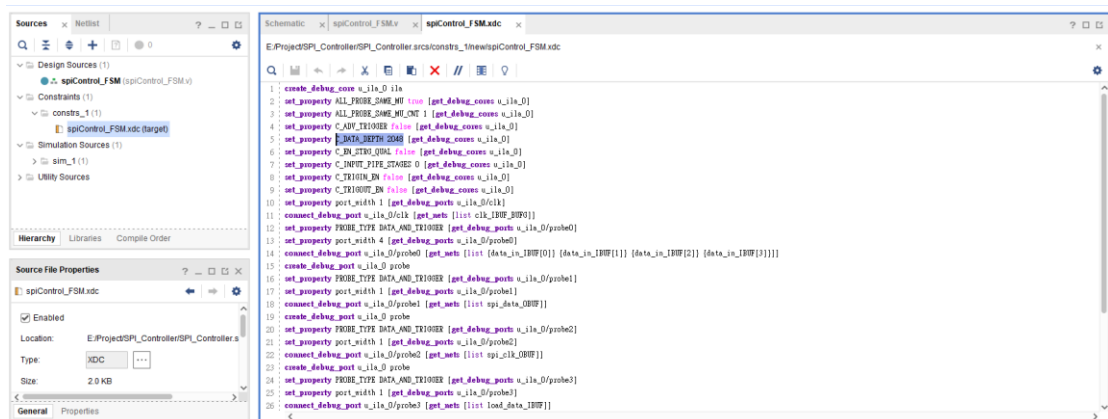 Sources
Netlist
0
Design Sources (1)
spiControl_FSM (spiControl_FSM.v)
Constraints (1)
constrs_1 (1)
spiControl_FSM.xdc (target)
Simulation Sources (1)
sim_1 (1)
Utility Sources
Hierarchy Libraries Compile Order
Source File Properties
spiControl_FSM.xdc
Enabled
Location: E:/Project/SPI_Controller/SPI_Controller.s
Type: XDC
Size: 2.0 KB
General Properties
Schematic spiControl_FSM.v spiControl_FSM.xdc
E:/Project/SPI_Controller/SPI_Controller.srcs/constrs_1/new/spiControl_FSM.xdc
1 create_debug_core u_ila_0 ila
2 set_property ALL_PROBE_SAME_MU true [get_debug_cores u_ila_0]
3 set_property ALL_PROBE_SAME_MU_CNT 1 [get_debug_cores u_ila_0]
4 set_property C_ADV_TRIGGER false [get_debug_cores u_ila_0]
5 set_property C_DATA_DEPTH 2048 [get_debug_cores u_ila_0]
6 set_property C_EN_STRG_QUAL false [get_debug_cores u_ila_0]
7 set_property C_INPUT_PIPE_STAGES 0 [get_debug_cores u_ila_0]
8 set_property C_TRIGIN_EN false [get_debug_cores u_ila_0]
9 set_property C_TRIGOUT_EN false [get_debug_cores u_ila_0]
10 set_property port_width 1 [get_debug_ports u_ila_0/clk]
11 connect_debug_port u_ila_0/clk [get_nets [list clk_IBUF_BUFG]]
12 set_property PROBE_TYPE DATA_AND_TRIGGER [get_debug_ports u_ila_0/probe0]
13 set_property port_width 4 [get_debug_ports u_ila_0/probe0]
14 connect_debug_port u_ila_0/probe0 [get_nets [list {data_in_IBUF[0]} {data_in_IBUF[1]} {data_in_IBUF[2]} {data_in_IBUF[3]}]]
15 create_debug_port u_ila_0 probe
16 set_property PROBE_TYPE DATA_AND_TRIGGER [get_debug_ports u_ila_0/probe1]
17 set_property port_width 1 [get_debug_ports u_ila_0/probe1]
18 connect_debug_port u_ila_0/probe1 [get_nets [list spi_data_OBUF]]
19 create_debug_port u_ila_0 probe
20 set_property PROBE_TYPE DATA_AND_TRIGGER [get_debug_ports u_ila_0/probe2]
21 set_property port_width 1 [get_debug_ports u_ila_0/probe2]
22 connect_debug_port u_ila_0/probe2 [get_nets [list spi_clk_OBUF]]
23 create_debug_port u_ila_0 probe
24 set_property PROBE_TYPE DATA_AND_TRIGGER [get_debug_ports u_ila_0/probe3]
25 set_property port_width 1 [get_debug_ports u_ila_0/probe3]
26 connect_debug_port u_ila_0/probe3 [get_nets [list load_data_IBUF]]